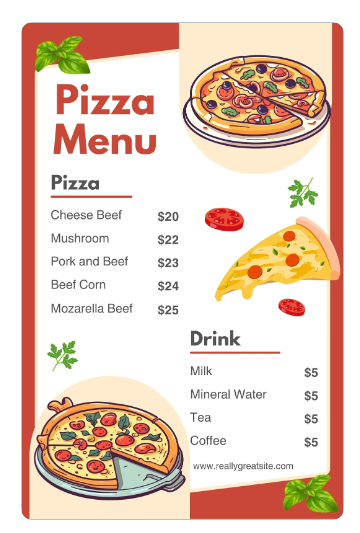 Pizza
Menu
Pizza
Cheese Beef $20
Mushroom $22
Pork and Beef $23
Beef Corn $24
Mozarella Beef $25
Drink
Milk $5
Mineral Water $5
Tea $5
Coffee $5
www.reallygreatsite.com